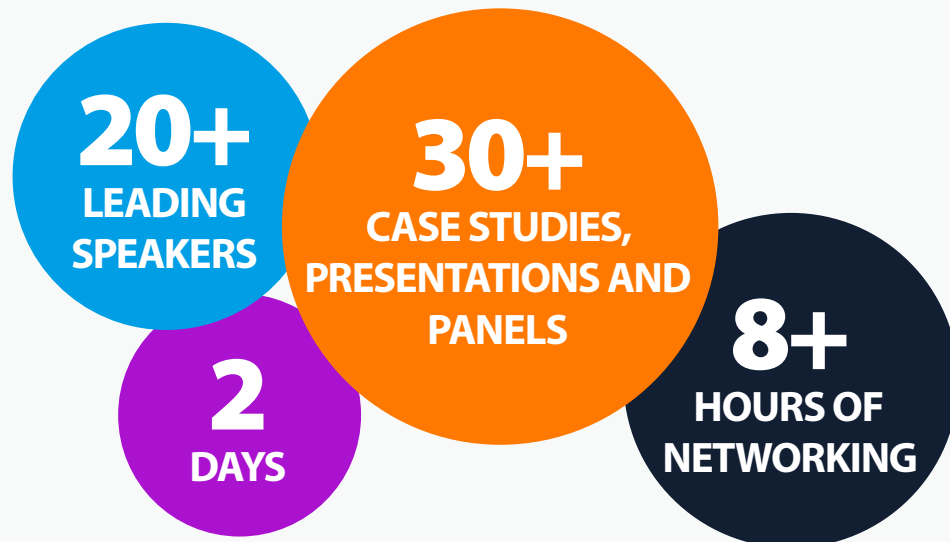 20+
LEADING
SPEAKERS
30+
CASE STUDIES,
PRESENTATIONS AND
PANELS
2
DAYS
8+
HOURS OF
NETWORKING